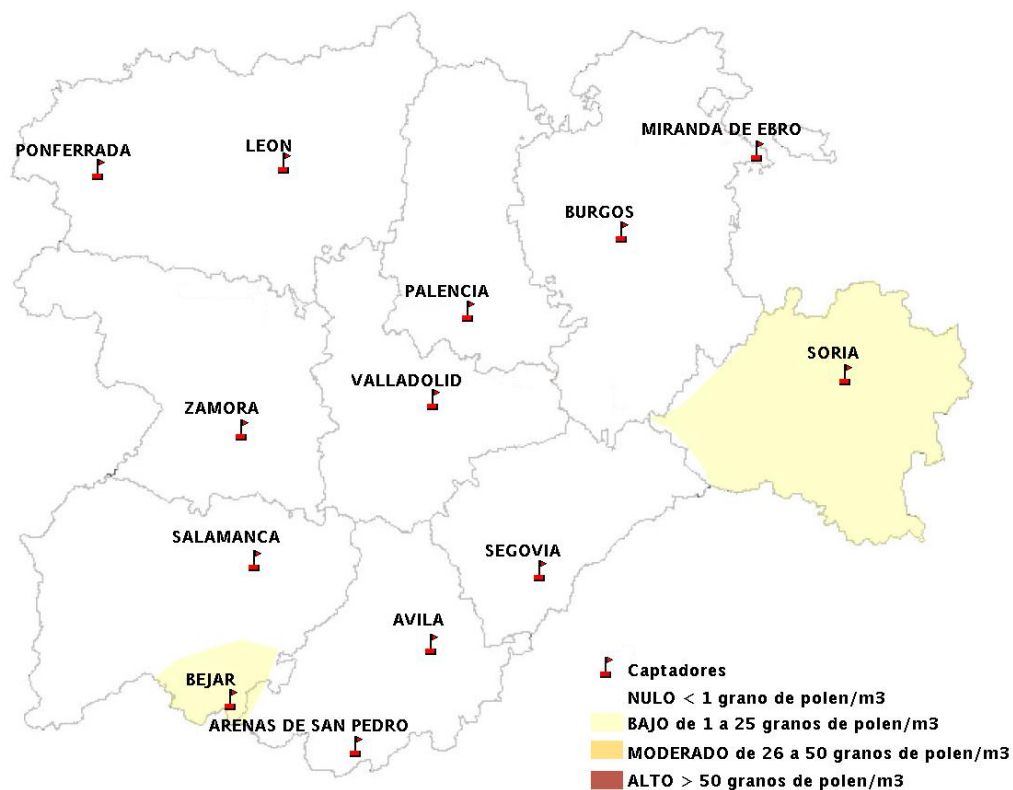 MIRANDA DE EBRO
PONFERRADA
LEON
BURGOS
PALENCIA
SORIA
VALLADOLID
ZAMORA
SALAMANCA
SEGOVIA
AVILA
BEJAR
ARENAS DE SAN PEDRO
Captadores
NULO < 1 grano de polen/m3
BAJO de 1 a 25 granos de polen/m3
MODERADO de 26 a 50 granos de polen/m3
ALTO > 50 granos de polen/m3